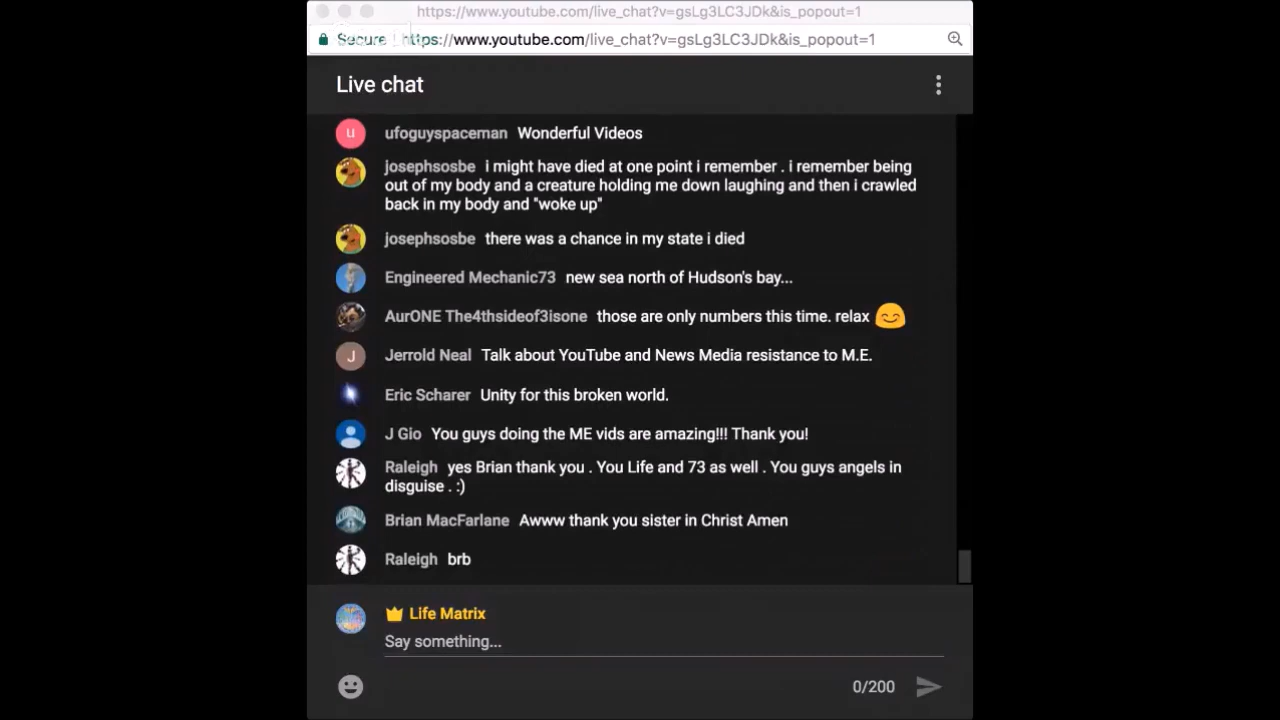 https://www.youtube.com/live_chat?v=gsLg3LC3JDk&is_popout=1
Secure https://www.youtube.com/live_chat?v=gsLg3LC3JDk&is_popout=1
Live chat
u ufoguyspaceman Wonderful Videos
josephsosbe i might have died at one point i remember . i remember being
out of my body and a creature holding me down laughing and then i crawled
back in my body and "woke up"
josephsosbe there was a chance in my state i died
Engineered Mechanic73 new sea north of Hudson's bay...
AurONE The4thsideof3isone those are only numbers this time. relax 😊
J Jerrold Neal Talk about YouTube and News Media resistance to M.E.
Eric Scharer Unity for this broken world.
J Gio You guys doing the ME vids are amazing!!! Thank you!
Raleigh yes Brian thank you . You Life and 73 as well . You guys angels in
disguise . :)
Brian MacFarlane Awww thank you sister in Christ Amen
Raleigh brb
Life Matrix
Say something...
0/200